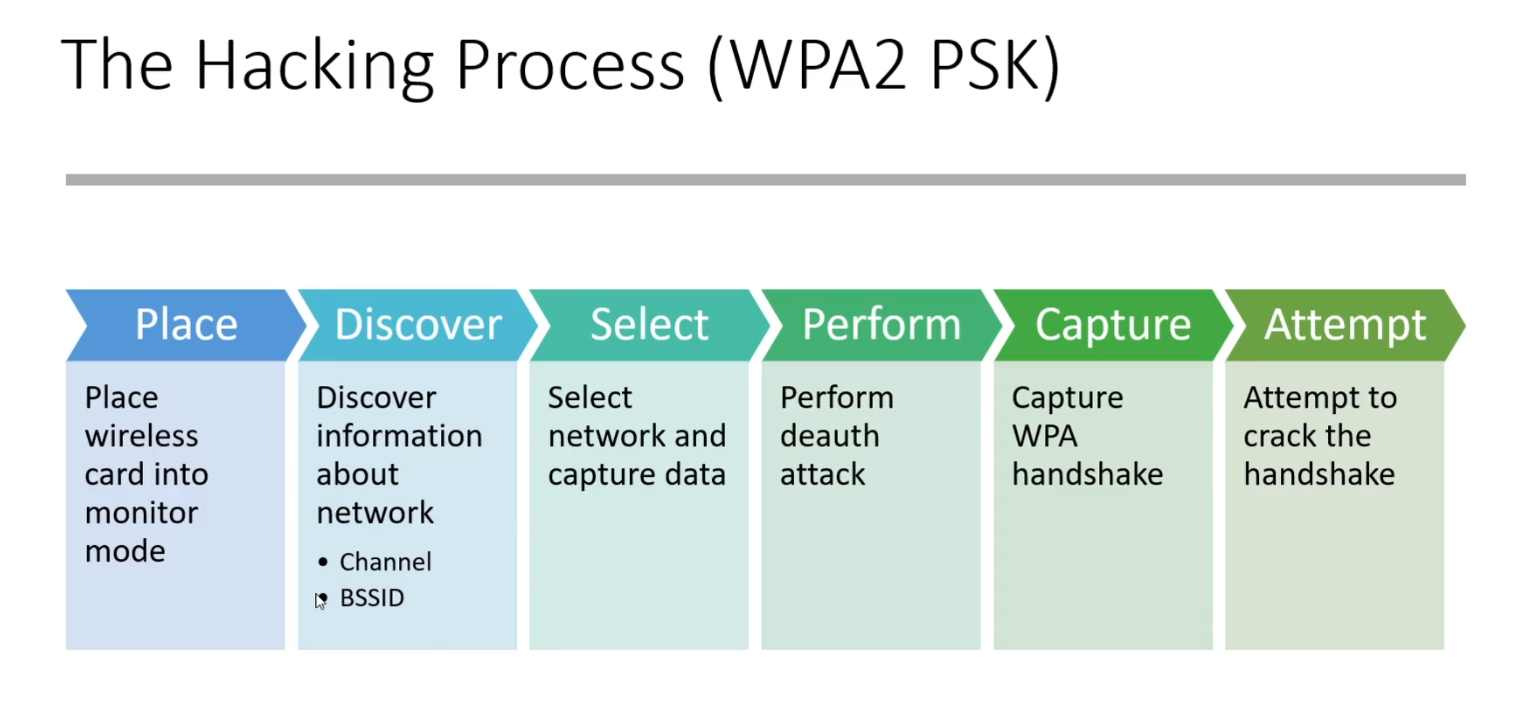 The Hacking Process (WPA2 PSK)
Place
Place
wireless
card into
monitor
mode
Discover
Discover
information
about
network
• Channel
• BSSID
Select
Select
network and
capture data
Perform
Perform
deauth
attack
Capture
Capture
WPA
handshake
Attempt
Attempt to
crack the
handshake